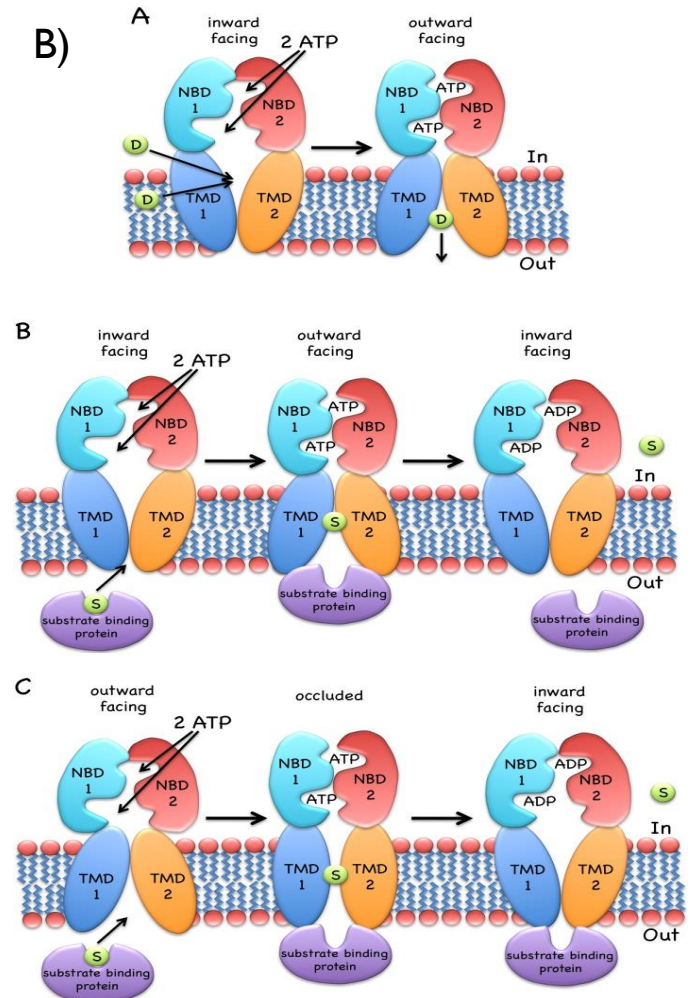 B)
A
inward
facing
2 ATP
outward
facing
NBD
1
NBD
2
NBD
1
ATP
ATP
NBD
2
D
D
TMD
1
TMD
2
In
TMD
1
TMD
2
D
Out
B
inward
facing
2 ATP
outward
facing
inward
facing
NBD
1
NBD
2
NBD
1
ATP
ATP
NBD
2
NBD
1
ADP
ADP
NBD
2
S
In
TMD
1
TMD
2
TMD
1
S
TMD
2
TMD
1
TMD
2
Out
S
substrate binding
protein
substrate binding
protein
substrate binding
protein
C
outward
facing
2 ATP
occluded
inward
facing
NBD
1
NBD
2
NBD
1
ATP
ATP
NBD
2
NBD
1
ADP
ADP
NBD
2
S
In
TMD
1
TMD
2
TMD
1
S
TMD
2
TMD
1
TMD
2
Out
S
substrate binding
protein
substrate binding
protein
substrate binding
protein